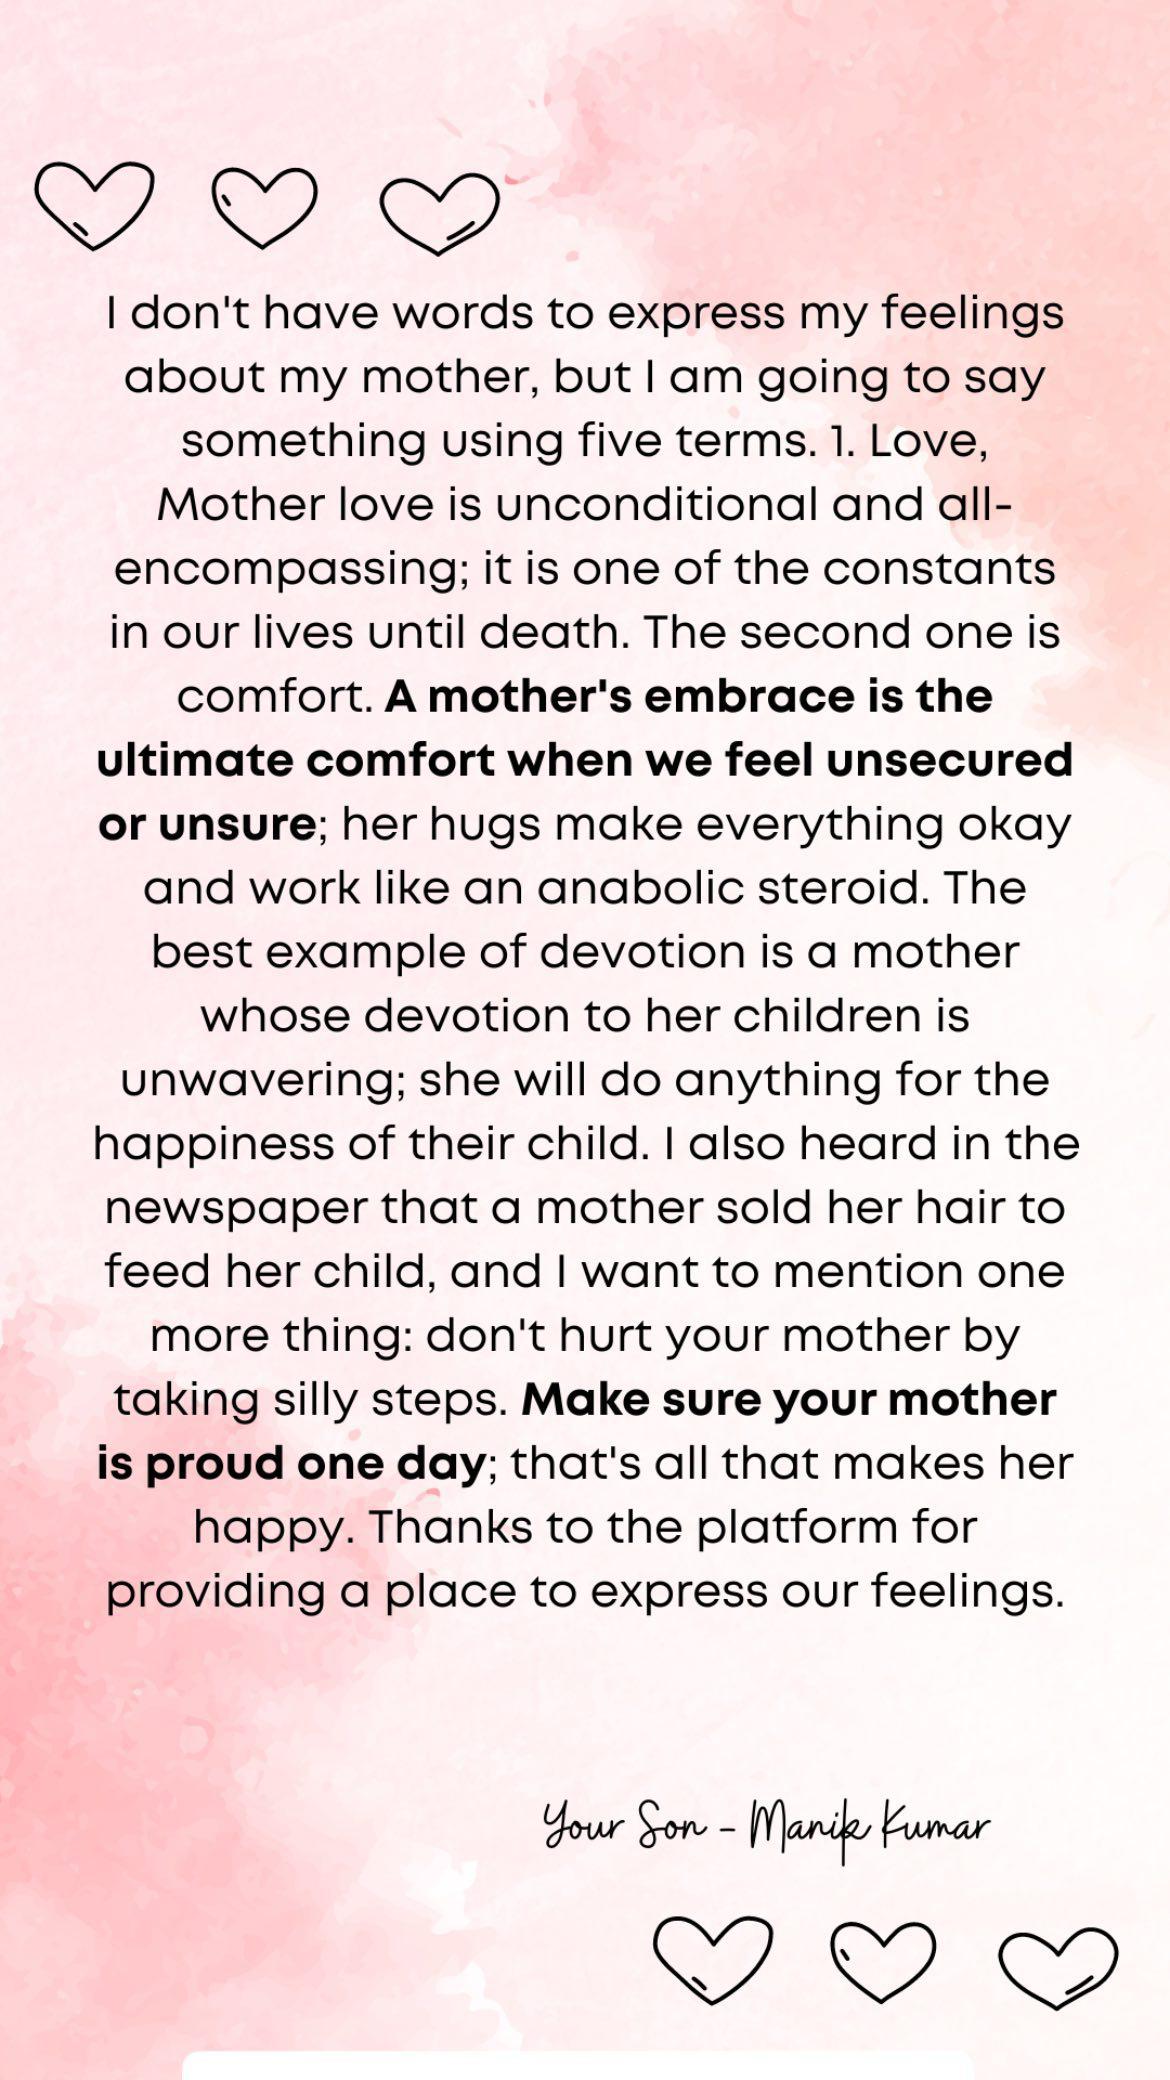 I don't have words to express my feelings
about my mother, but I am going to say
something using five terms. 1. Love,
Mother love is unconditional and all-
encompassing; it is one of the constants
in our lives until death. The second one is
comfort. A mother's embrace is the
ultimate comfort when we feel unsecured
or unsure; her hugs make everything okay
and work like an anabolic steroid. The
best example of devotion is a mother
whose devotion to her children is
unwavering; she will do anything for the
happiness of their child. I also heard in the
newspaper that a mother sold her hair to
feed her child, and I want to mention one
more thing: don't hurt your mother by
taking silly steps. Make sure your mother
is proud one day; that's all that makes her
happy. Thanks to the platform for
providing a place to express our feelings.
Your Son - Manik Kumar